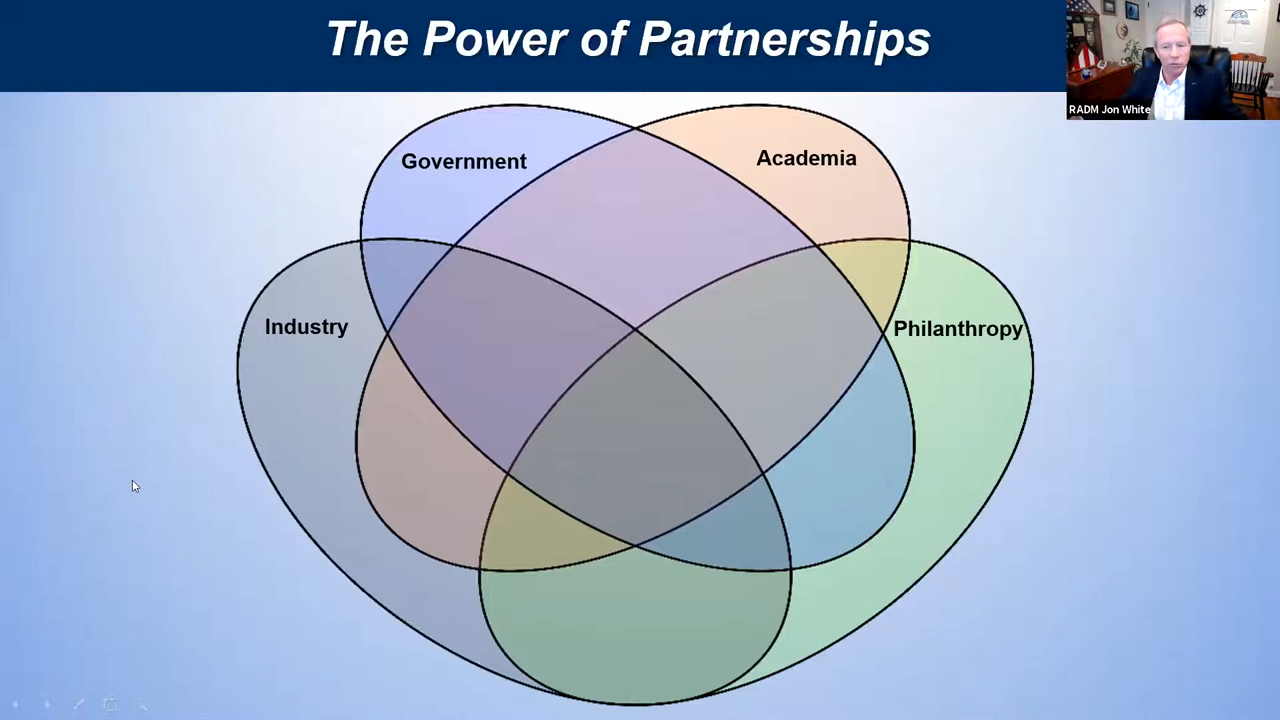 The Power of Partnerships
RADM Jon White
Government
Academia
Industry
Philanthropy